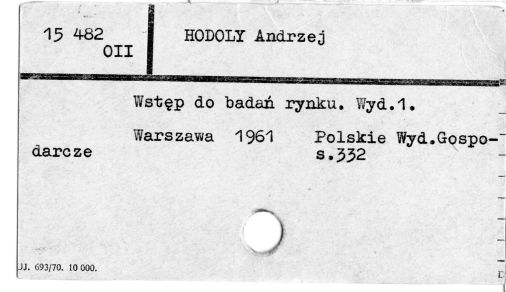 15 482
OII
HODOLY Andrzej
Wstęp do badań rynku. Wyd.1.
Warszawa 1961 Polskie Wyd.Gospo-
darcze s.332
JJ. 693/70. 10 000.